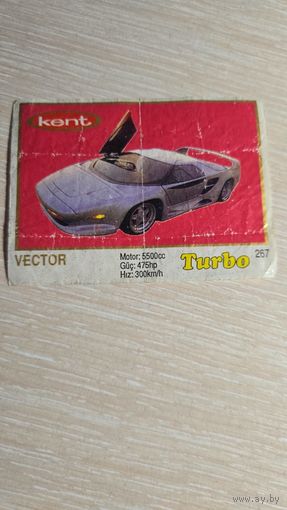 kent
VECTOR
Motor: 5500cc
Güç: 475hp
Hız: 300km/h
Turbo
267
www.ay.by